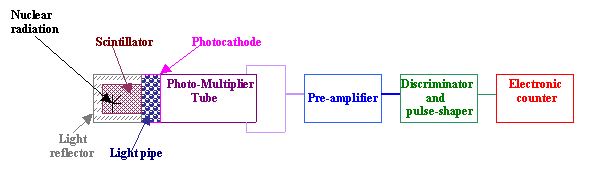 Nuclear
radiation
Scintillator
Photocathode
Photo-Multiplier
Tube
Pre-amplifier
Discriminator
and
pulse-shaper
Electronic
counter
Light
reflector
Light pipe